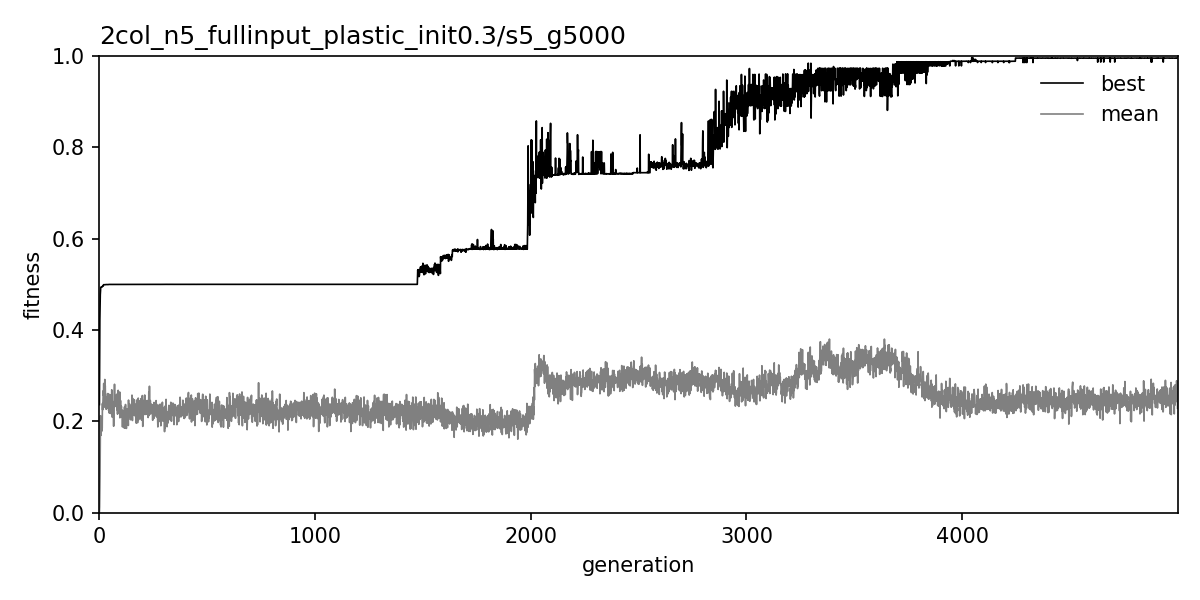 2col_n5_fullinput_plastic_init0.3/s5_g5000
1.0
0.8
0.6
0.4
0.2
0.0
fitness
best
mean
0 1000 2000 3000 4000
generation